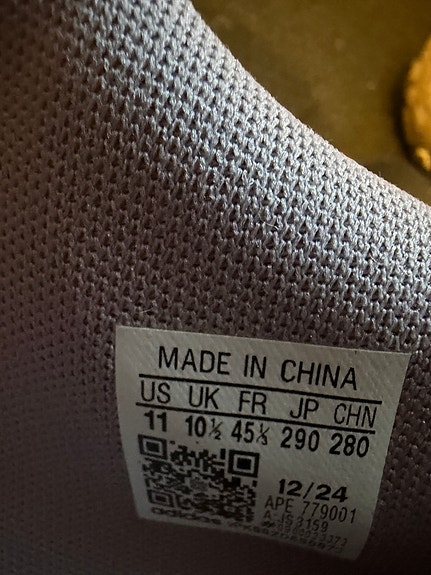 MADE IN CHINA
US UK FR JP CHN
11 10½ 45⅓ 290 280
12/24
APE 779001
adidas